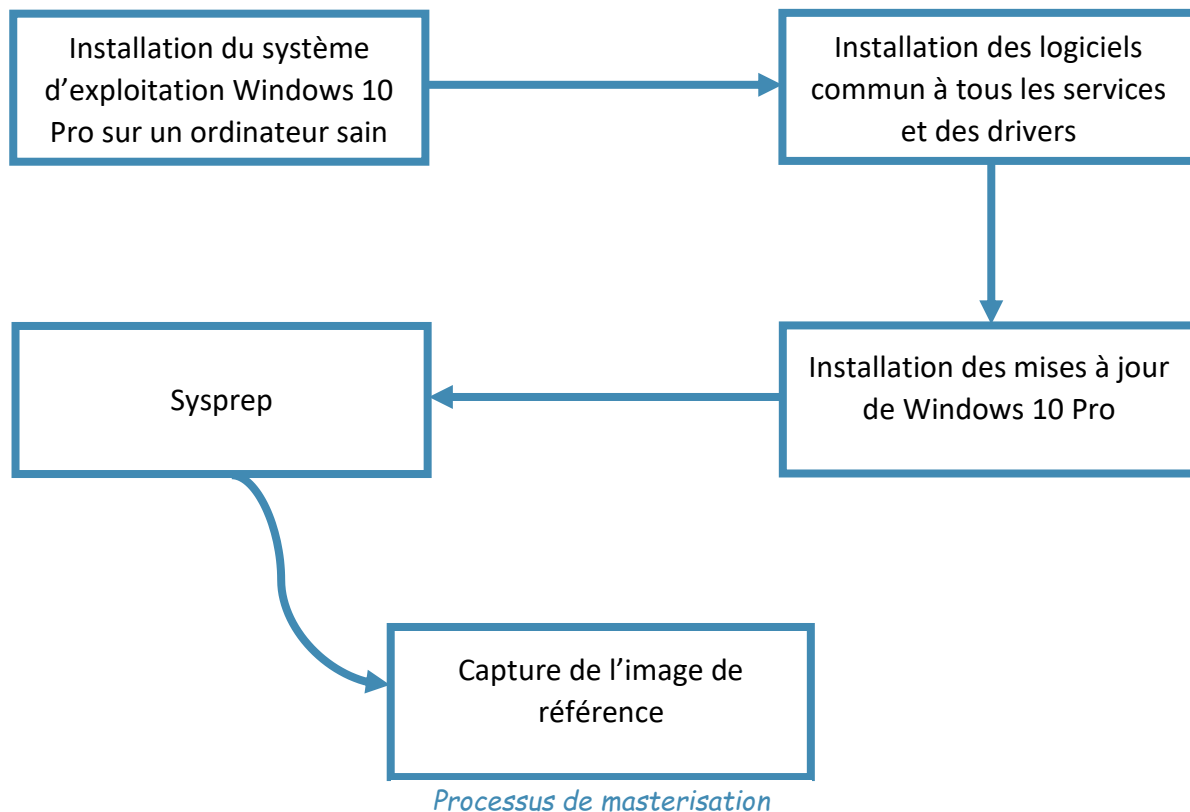 Installation du système
d’exploitation Windows 10
Pro sur un ordinateur sain
Installation des logiciels
commun à tous les services
et des drivers
Installation des mises à jour
de Windows 10 Pro
Sysprep
Capture de l’image de
référence
Processus de masterisation